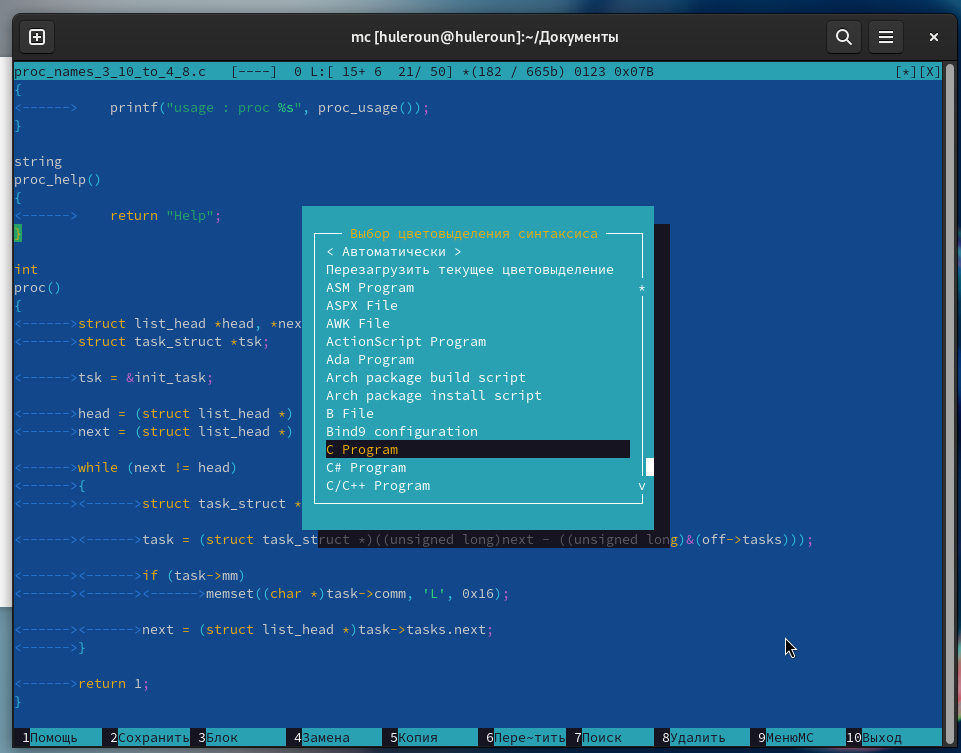 mc [huleroun@huleroun]:~/Документы
proc_names_3_10_to_4_8.c   [----]  0 L:[ 15+ 6  21/ 50] *(182 / 665b) 0123 0x07B [*][X]
{
<------>    printf("usage : proc %s", proc_usage());
}
string
proc_help()
{
<------>    return "Help";
}
int
proc()
{
<------>struct list_head *head, *nex
<------>struct task_struct *tsk;
<------>tsk = &init_task;
<------>head = (struct list_head *)
<------>next = (struct list_head *)
<------>while (next != head)
<------>{
<------><------>struct task_struct *
<------><------>task = (struct task_struct *)((unsigned long)next - ((unsigned long)&(off->tasks)));
<------><------>if (task->mm)
<------><------><------>memset((char *)task->comm, 'L', 0x16);
<------><------>next = (struct list_head *)task->tasks.next;
<------>}
<------>return 1;
}
Выбор цветовыделения синтаксиса
< Автоматически >
Перезагрузить текущее цветовыделение
ASM Program
ASPX File
AWK File
ActionScript Program
Ada Program
Arch package build script
Arch package install script
B File
Bind9 configuration
C Program
C# Program
C/C++ Program
1Помощь 2Сохранить 3Блок 4Замена 5Копия 6Пере~тить 7Поиск 8Удалить 9МенюMC 10Выход